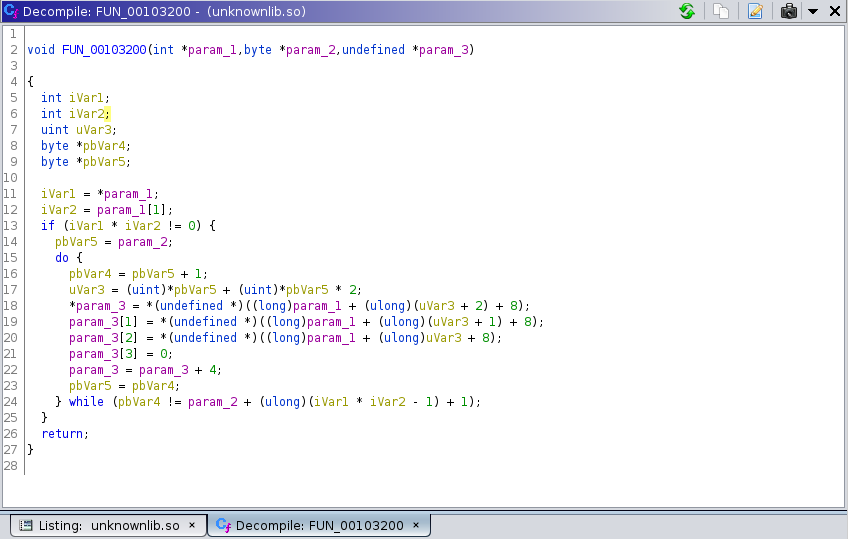 Decompile: FUN_00103200 - (unknownlib.so)
1
2 void FUN_00103200(int *param_1,byte *param_2,undefined *param_3)
3
4 {
5   int iVar1;
6   int iVar2;
7   uint uVar3;
8   byte *pbVar4;
9   byte *pbVar5;
10
11   iVar1 = *param_1;
12   iVar2 = param_1[1];
13   if (iVar1 * iVar2 != 0) {
14     pbVar5 = param_2;
15     do {
16       pbVar4 = pbVar5 + 1;
17       uVar3 = (uint)*pbVar5 + (uint)*pbVar5 * 2;
18       *param_3 = *(undefined *)((long)param_1 + (ulong)(uVar3 + 2) + 8);
19       param_3[1] = *(undefined *)((long)param_1 + (ulong)(uVar3 + 1) + 8);
20       param_3[2] = *(undefined *)((long)param_1 + (ulong)uVar3 + 8);
21       param_3[3] = 0;
22       param_3 = param_3 + 4;
23       pbVar5 = pbVar4;
24     } while (pbVar4 != param_2 + (ulong)(iVar1 * iVar2 - 1) + 1);
25   }
26   return;
27 }
28
Listing: unknownlib.so ×
Decompile: FUN_00103200 ×